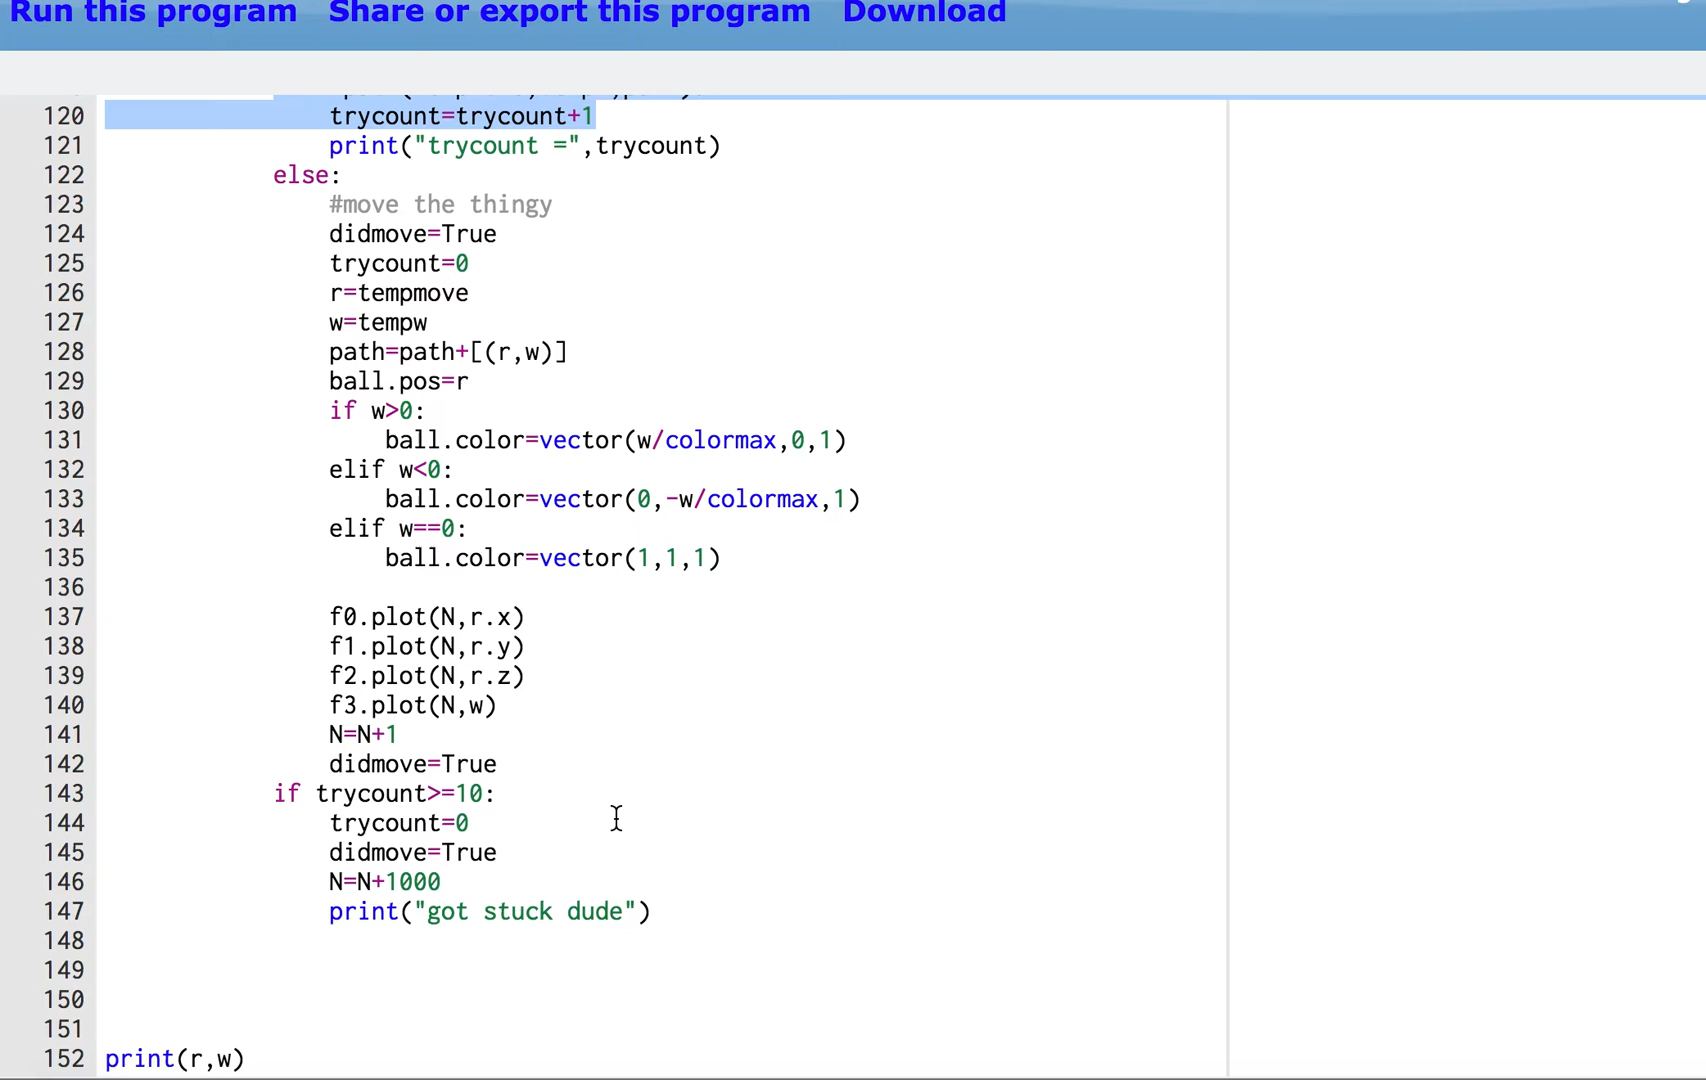 Run this program Share or export this program Download
120 trycount=trycount+1
121 print("trycount =",trycount)
122 else:
123 #move the thingy
124 didmove=True
125 trycount=0
126 r=tempmove
127 w=tempw
128 path=path+[(r,w)]
129 ball.pos=r
130 if w>0:
131 ball.color=vector(w/colormax,0,1)
132 elif w<0:
133 ball.color=vector(0,-w/colormax,1)
134 elif w==0:
135 ball.color=vector(1,1,1)
136
137 f0.plot(N,r.x)
138 f1.plot(N,r.y)
139 f2.plot(N,r.z)
140 f3.plot(N,w)
141 N=N+1
142 didmove=True
143 if trycount>=10:
144 trycount=0
145 didmove=True
146 N=N+1000
147 print("got stuck dude")
148
149
150
151
152 print(r,w)